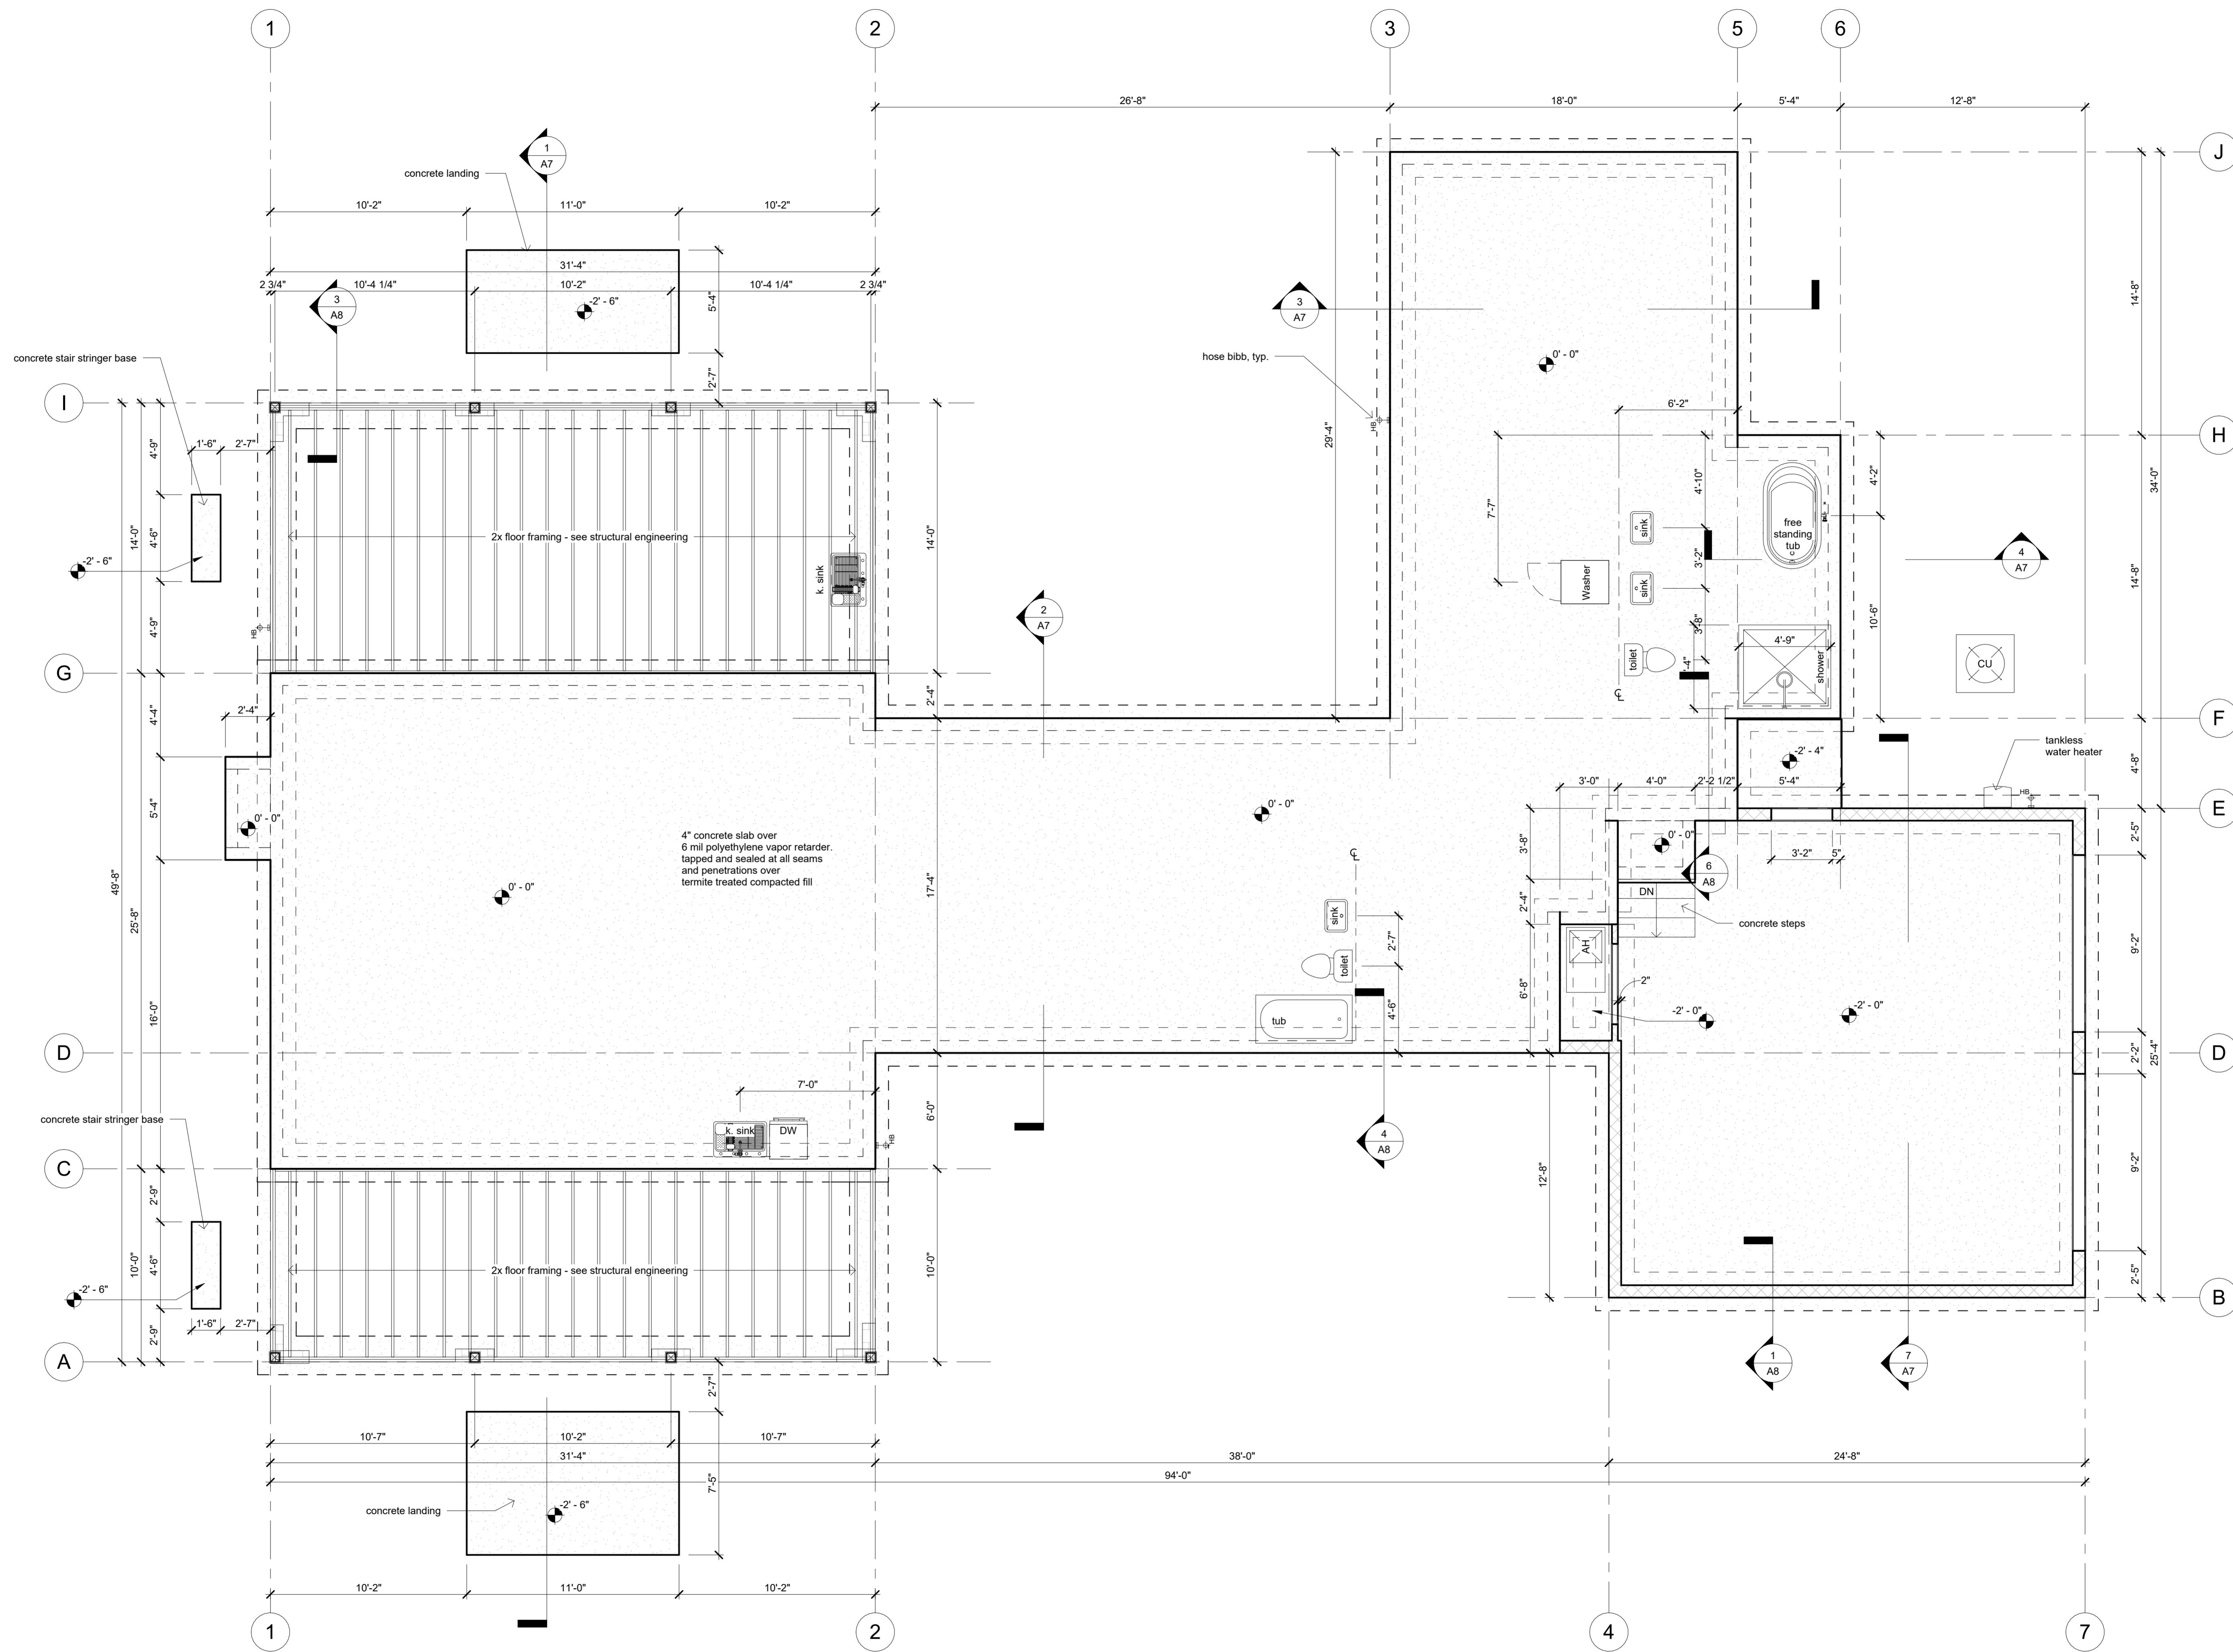 1
2
3
5
6
26'-8"
18'-0"
5'-4"
12'-8"
J
1
A7
concrete landing
10'-2"
11'-0"
10'-2"
31'-4"
2 3/4"
10'-4 1/4"
10'-2"
10'-4 1/4"
2 3/4"
3
A8
-2' - 6"
5'-4"
2'-7"
3
A7
14'-8"
34'-0"
concrete stair stringer base
hose bibb, typ.
0' - 0"
HB
29'-4"
I
H
6'-2"
4'-9"
1'-6"
2'-7"
14'-0"
4'-6"
4'-9"
-2' - 6"
HB
2x floor framing - see structural engineering
k. sink
14'-0"
2
A7
7'-7"
4'-10"
3'-2"
3'-8"
sink
sink
Washer
toilet
free
standing
tub
4'-2"
10'-6"
14'-8"
4
A7
4'-9"
shower
CU
G
2'-4"
F
2'-4"
4'-4"
5'-4"
0' - 0"
49'-8"
25'-8"
16'-0"
4" concrete slab over
6 mil polyethylene vapor retarder.
tapped and sealed at all seams
and penetrations over
termite treated compacted fill
0' - 0"
17'-4"
0' - 0"
-2' - 4"
tankless
water heater
HB
4'-8"
3'-0"
4'-0"
2'-2 1/2"
5'-4"
E
3'-8"
0' - 0"
3'-2"
5"
2'-5"
6
A8
DN
concrete steps
2'-4"
AH
6'-8"
2"
-2' - 0"
-2' - 0"
9'-2"
sink
toilet
tub
2'-7"
4'-6"
D
D
2'-2"
25'-4"
7'-0"
k. sink
DW
HB
6'-0"
concrete stair stringer base
4
A8
C
2'-9"
10'-0"
4'-6"
2'-9"
-2' - 6"
1'-6"
2'-7"
2x floor framing - see structural engineering
10'-0"
12'-8"
9'-2"
2'-5"
B
A
1
A8
7
A7
2'-7"
10'-7"
10'-2"
10'-7"
31'-4"
38'-0"
24'-8"
94'-0"
7'-5"
concrete landing
-2' - 6"
10'-2"
11'-0"
10'-2"
1
2
4
7